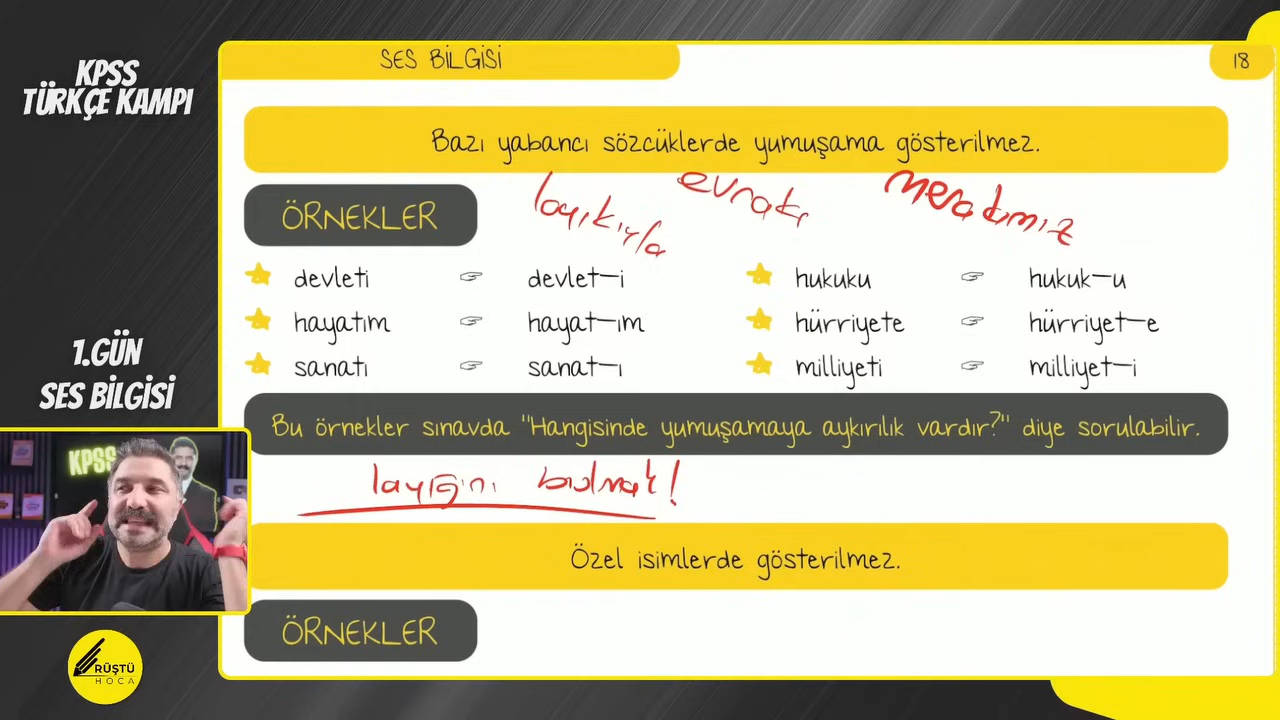 KPSS
TÜRKÇE KAMPI
1.GÜN
SES BİLGİSİ
SES BİLGİSİ
18
Bazı yabancı sözcüklerde yumuşama gösterilmez.
ÖRNEKLER
layıkıyla evrakı merakımız
devleti devlet-i hukuku hukuk-u
hayatım hayat-ım hürriyete hürriyet-e
sanatı sanat-ı milliyeti milliyet-i
Bu örnekler sınavda "Hangisinde yumuşamaya aykırılık vardır?" diye sorulabilir.
layığını bulmak!
Özel isimlerde gösterilmez.
ÖRNEKLER
KPSS
RÜŞTÜ
HOCA